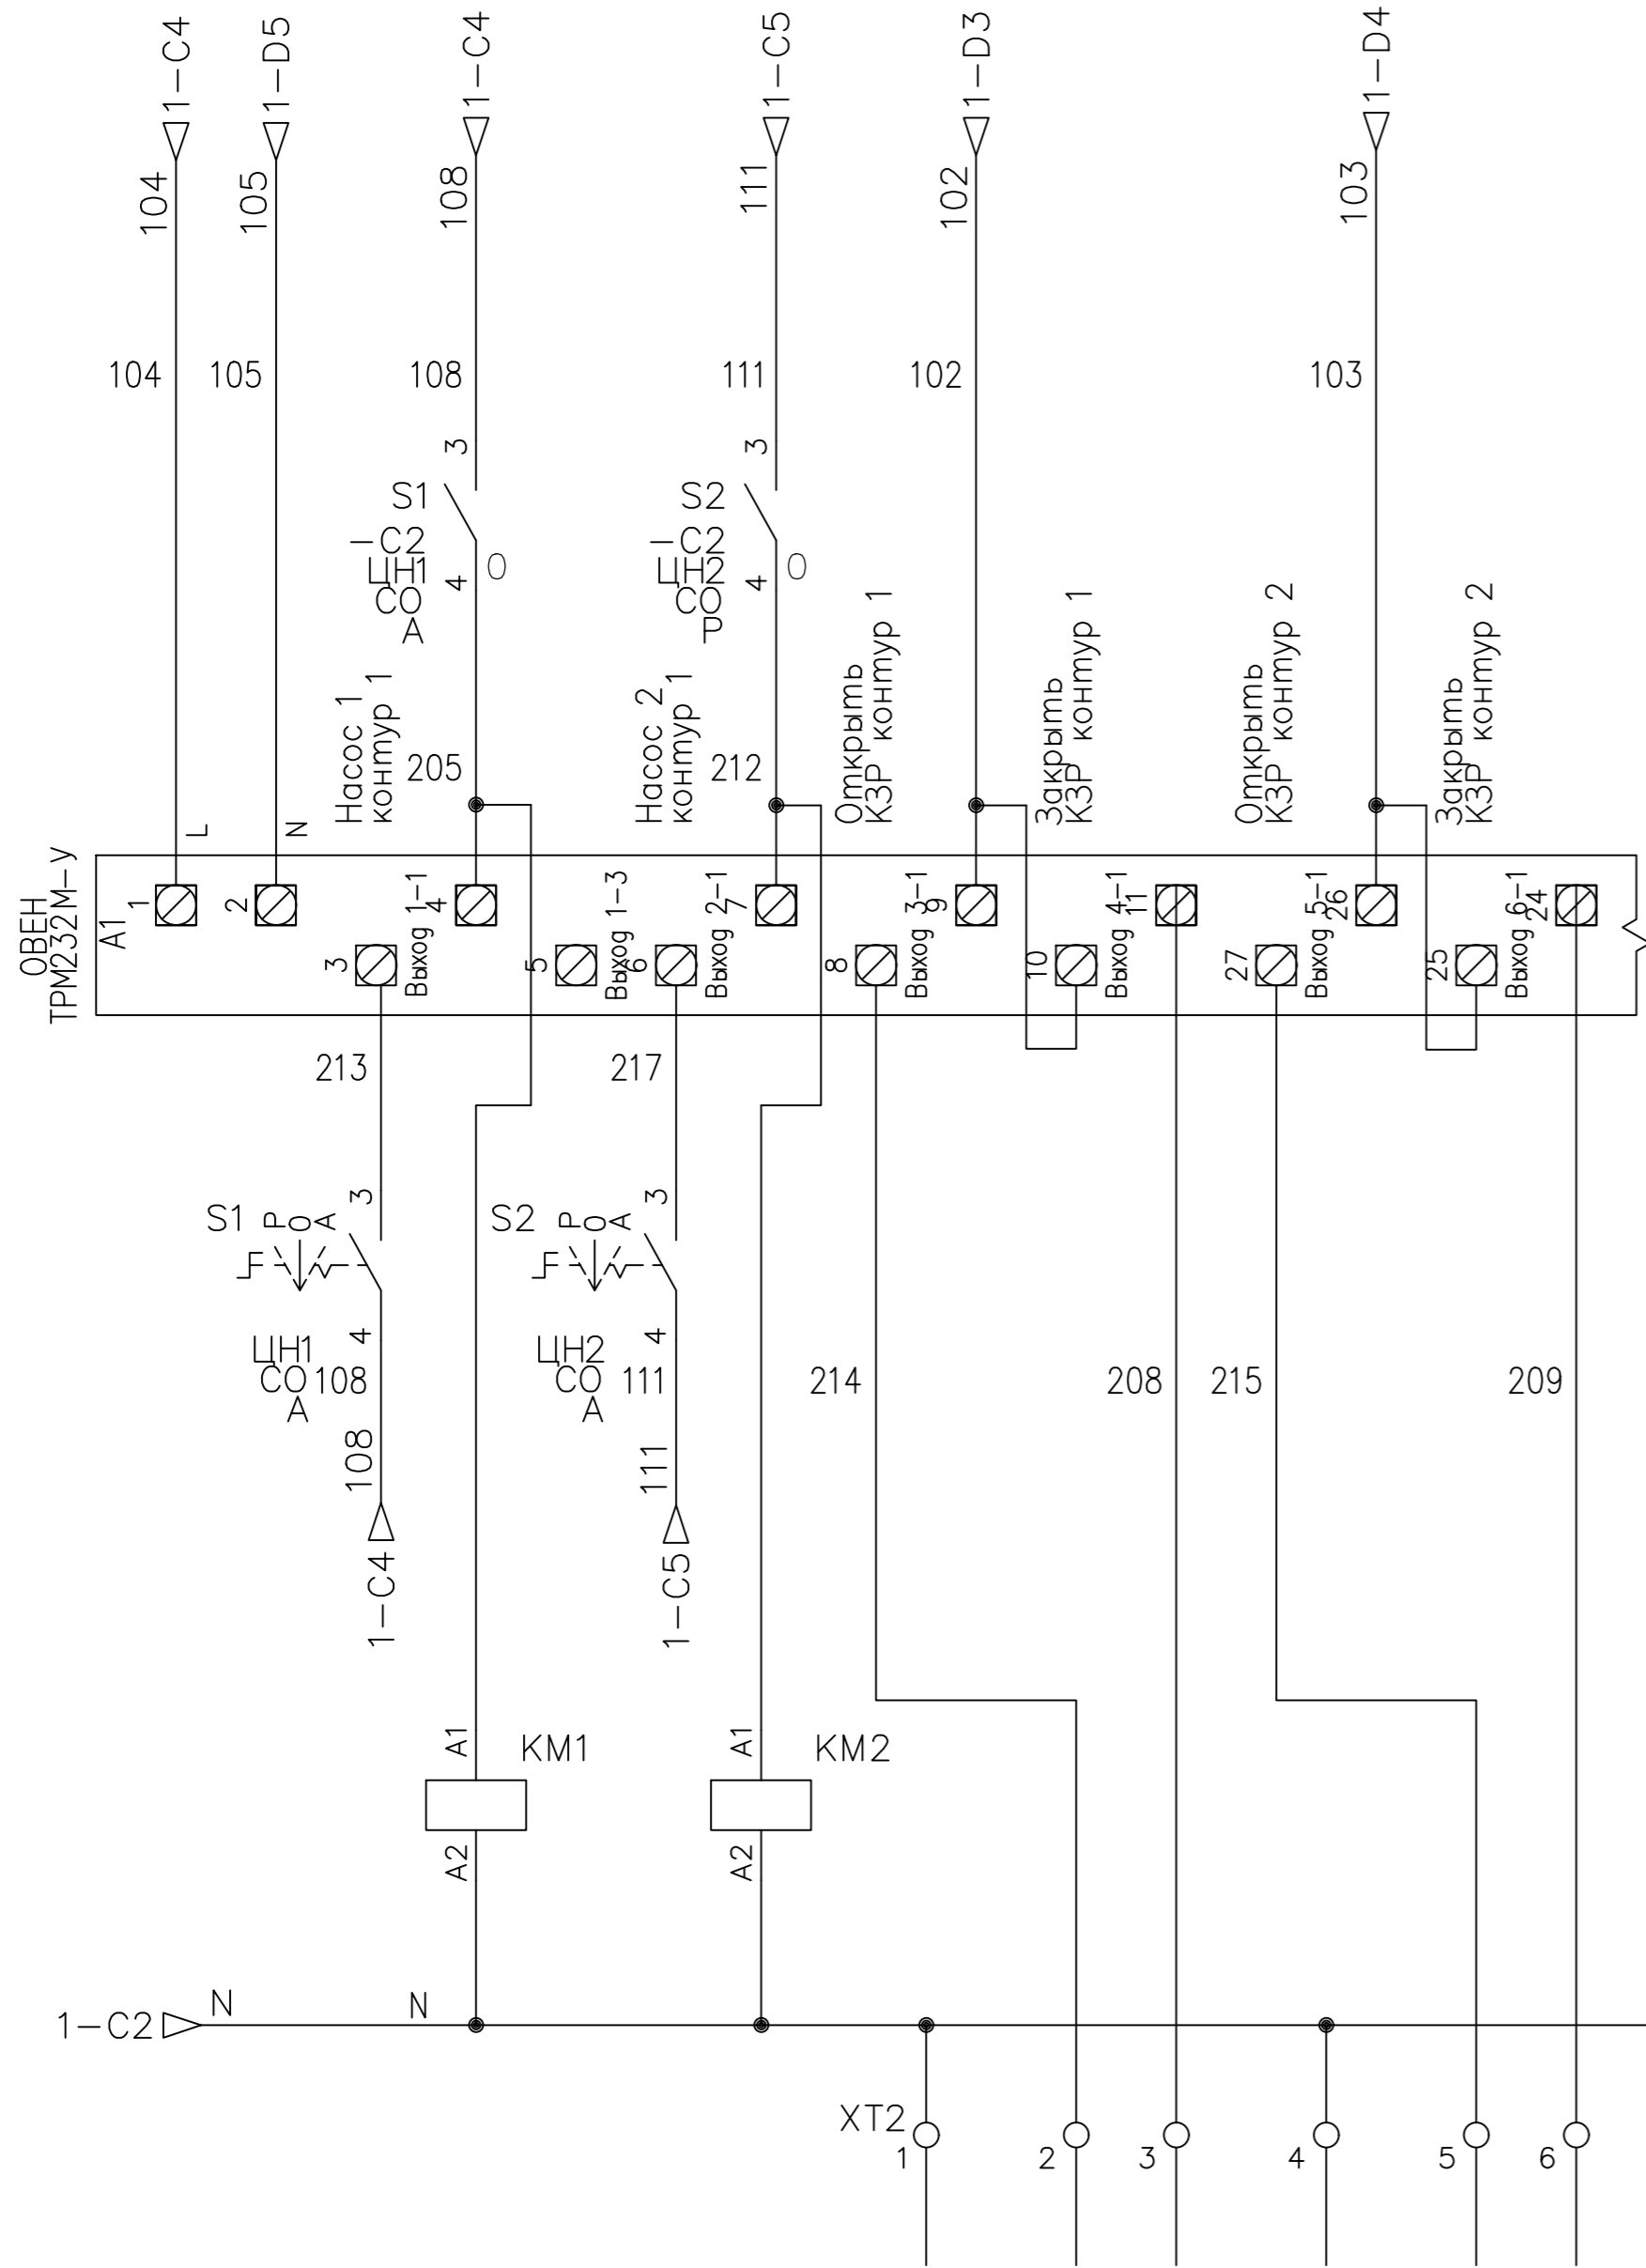 1-C4
1-D5
1-C4
1-C5
1-D3
1-D4
104
105
108
111
102
103
104
105
108
111
102
103
3
3
S1
-C2
ЦН1
СО
А
4
0
S2
-C2
ЦН2
СО
Р
4
0
Насос 1
контур 1
205
Насос 2
контур 1
212
Открыть
КЗР контур 1
Закрыть
КЗР контур 1
Открыть
КЗР контур 2
Закрыть
КЗР контур 2
L
N
ОВЕН
ТРМ232М-У
А1
1
2
3
Выход 1-1
4
5
Выход 1-3
6
Выход 2-1
7
8
Выход 3-1
9
10
Выход 4-1
11
27
Выход 5-1
26
25
Выход 6-1
24
213
217
S1
Р
0
А
3
S2
Р
0
А
3
ЦН1
СО
А
4
108
ЦН2
СО
А
4
111
214
208
215
209
108
111
1-C4
1-C5
A1
KM1
A1
KM2
A2
A2
1-C2
N
N
XT2
1
2
3
4
5
6